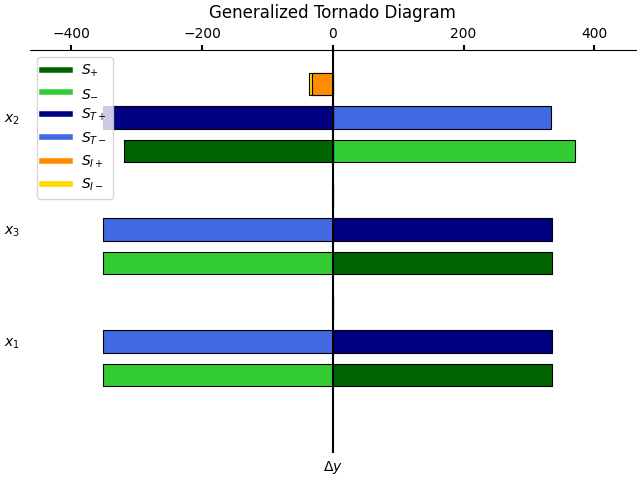 Generalized Tornado Diagram
−400 −200 0 200 400
S+
S−
ST+
ST−
SI+
SI−
x2
x3
x1
Δy